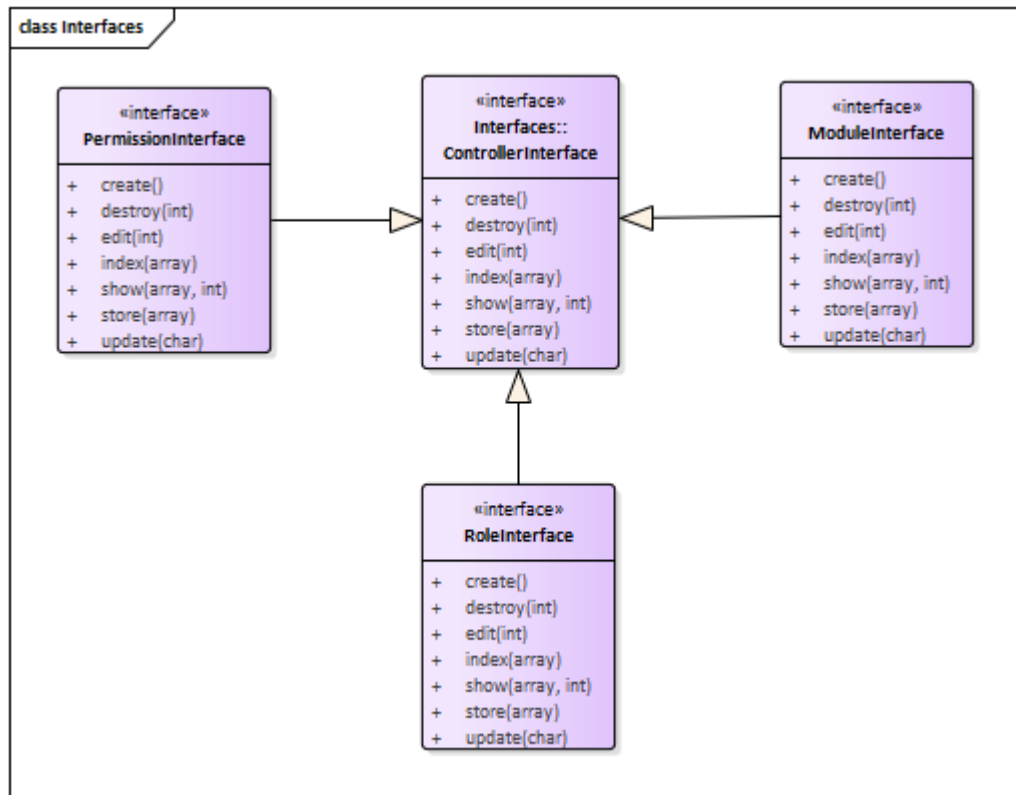 class Interfaces
«interface»
PermissionInterface
+ create()
+ destroy(int)
+ edit(int)
+ index(array)
+ show(array, int)
+ store(array)
+ update(char)
«interface»
Interfaces::
ControllerInterface
+ create()
+ destroy(int)
+ edit(int)
+ index(array)
+ show(array, int)
+ store(array)
+ update(char)
«interface»
ModuleInterface
+ create()
+ destroy(int)
+ edit(int)
+ index(array)
+ show(array, int)
+ store(array)
+ update(char)
«interface»
RoleInterface
+ create()
+ destroy(int)
+ edit(int)
+ index(array)
+ show(array, int)
+ store(array)
+ update(char)